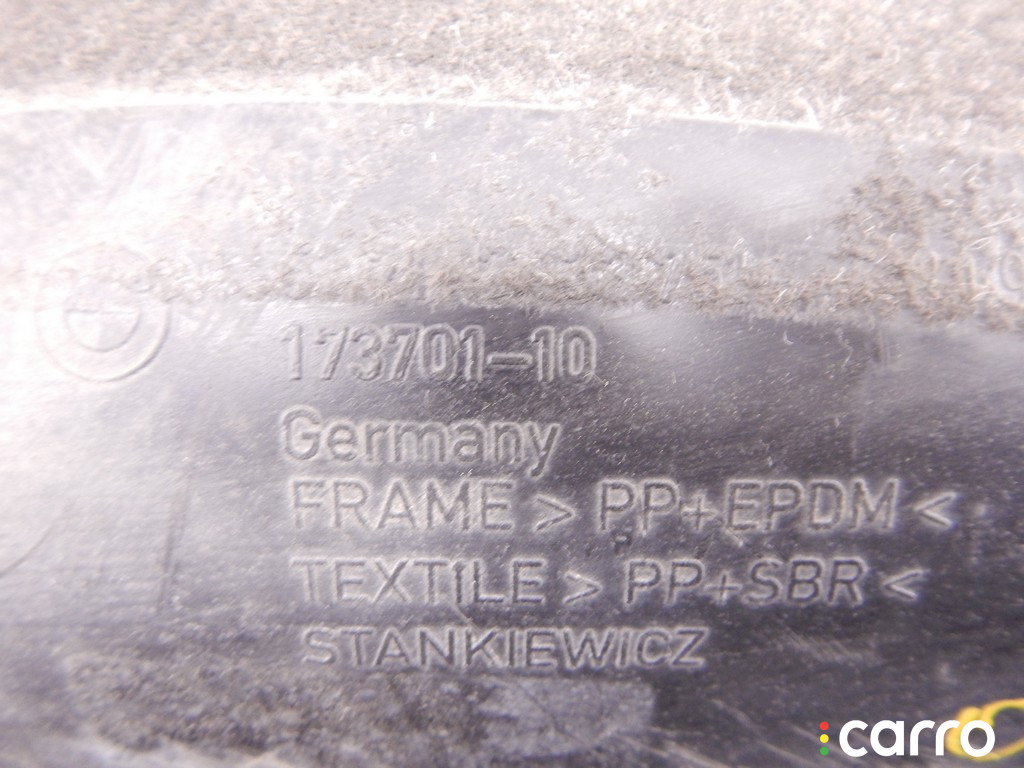 173701-10
Germany
FRAME > PP+EPDM <
TEXTILE > PP+SBR <
STANKIEWICZ
carro